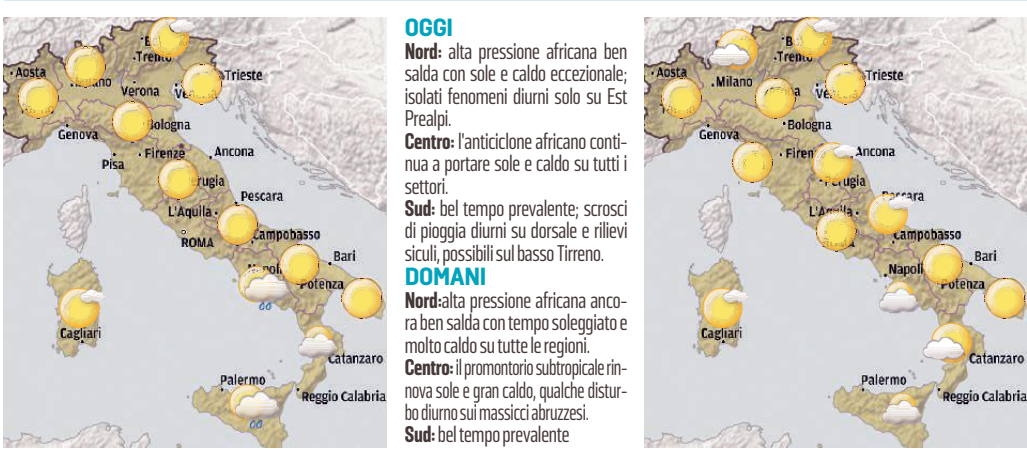 Aosta
Trento
Trieste
Verona
Genova
Bologna
Pisa
Firenze
Ancona
Pescara
L'Aquila
ROMA
Campobasso
Bari
Potenza
Cagliari
Catanzaro
Palermo
Reggio Calabria
OGGI
Nord: alta pressione africana ben
salda con sole e caldo eccezionale;
isolati fenomeni diurni solo su Est
Prealpi.
Centro: l'anticiclone africano conti-
nua a portare sole e caldo su tutti i
settori.
Sud: bel tempo prevalente; scrosci
di pioggia diurni su dorsale e rilievi
siculi, possibili sul basso Tirreno.
DOMANI
Nord:alta pressione africana anco-
ra ben salda con tempo soleggiato e
molto caldo su tutte le regioni.
Centro: il promontorio subtropicale rin-
nova sole e gran caldo, qualche distur-
bo diurno sui massicci abruzzesi.
Sud: bel tempo prevalente
Aosta
Trento
Trieste
Milano
Genova
Bologna
Ancona
Perugia
L'Aquila
Campobasso
Bari
Napoli
Potenza
Cagliari
Catanzaro
Palermo
Reggio Calabria